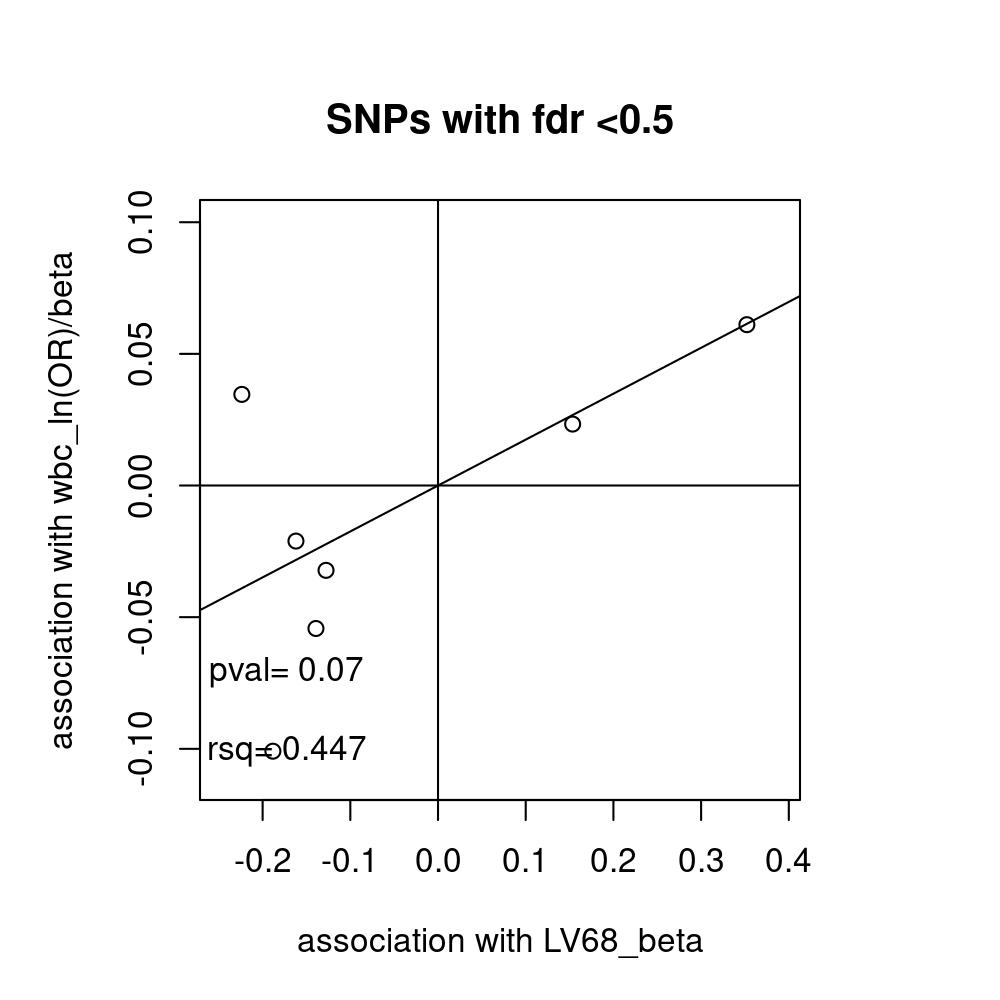 SNPs with fdr <0.5
association with wbc_ln(OR)/beta
0.10
0.05
0.00
-0.05
-0.10
pval= 0.07
rsq= 0.447
-0.2 -0.1 0.0 0.1 0.2 0.3 0.4
association with LV68_beta